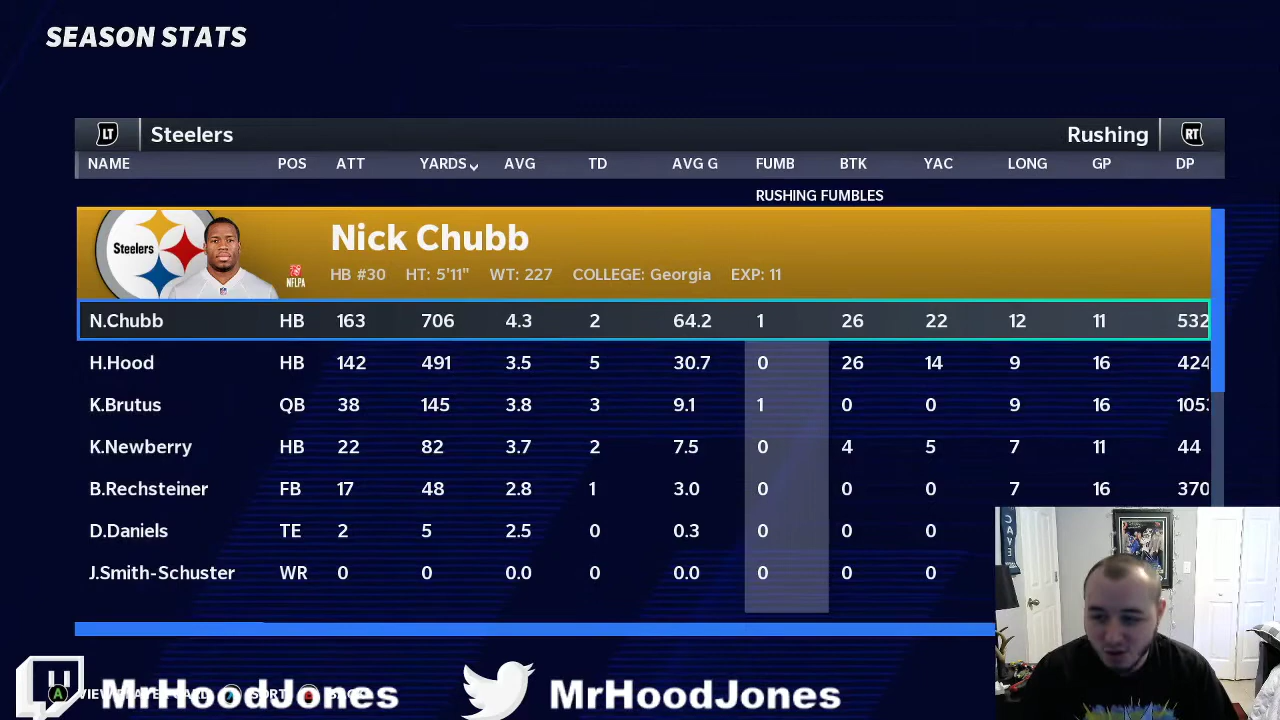 SEASON STATS
LT Steelers Rushing RT
NAME POS ATT YARDS AVG TD AVG G FUMB BTK YAC LONG GP DP
RUSHING FUMBLES
Steelers
Nick Chubb
NFLPA
HB #30 HT: 5'11" WT: 227 COLLEGE: Georgia EXP: 11
N.Chubb HB 163 706 4.3 2 64.2 1 26 22 12 11 532
H.Hood HB 142 491 3.5 5 30.7 0 26 14 9 16 424
K.Brutus QB 38 145 3.8 3 9.1 1 0 0 9 16 105
K.Newberry HB 22 82 3.7 2 7.5 0 4 5 7 11 44
B.Rechsteiner FB 17 48 2.8 1 3.0 0 0 0 7 16 370
D.Daniels TE 2 5 2.5 0 0.3 0 0 0
J.Smith-Schuster WR 0 0 0.0 0 0.0 0 0 0
CAVE
A
MrHoodJones MrHoodJones